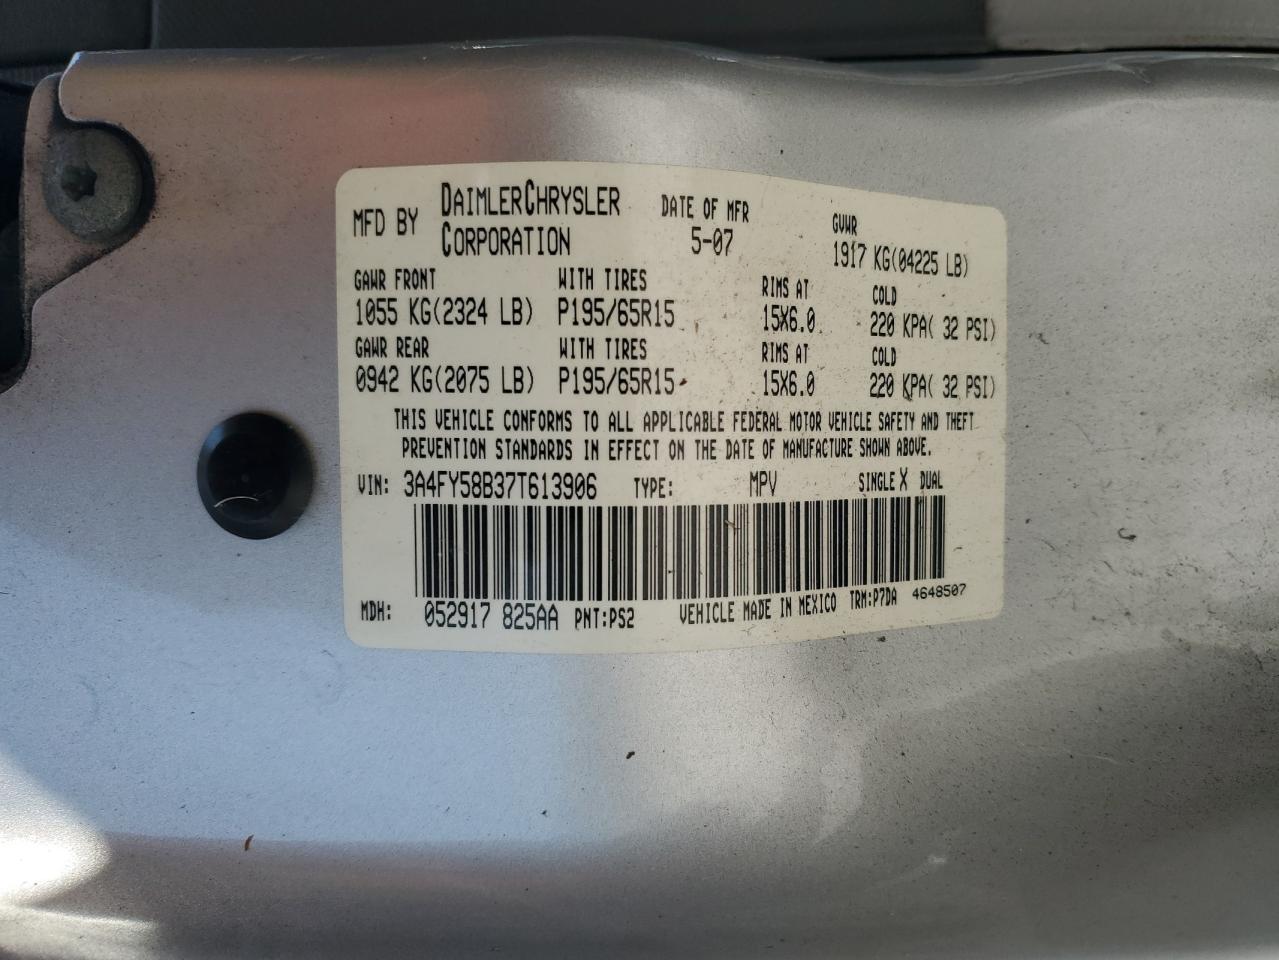 MFD BY DAIMLERCHRYSLER CORPORATION DATE OF MFR 5-07 GVWR 1917 KG(04225 LB)
GAWR FRONT WITH TIRES RIMS AT COLD
1055 KG(2324 LB) P195/65R15 15X6.0 220 KPA( 32 PSI)
GAWR REAR WITH TIRES RIMS AT COLD
0942 KG(2075 LB) P195/65R15 15X6.0 220 KPA( 32 PSI)
THIS VEHICLE CONFORMS TO ALL APPLICABLE FEDERAL MOTOR VEHICLE SAFETY AND THEFT
PREVENTION STANDARDS IN EFFECT ON THE DATE OF MANUFACTURE SHOWN ABOVE.
VIN: 3A4FY58B37T613906 TYPE: MPV SINGLE X DUAL
MDH: 052917 825AA PNT:PS2 VEHICLE MADE IN MEXICO TRM:P7DA 4648507